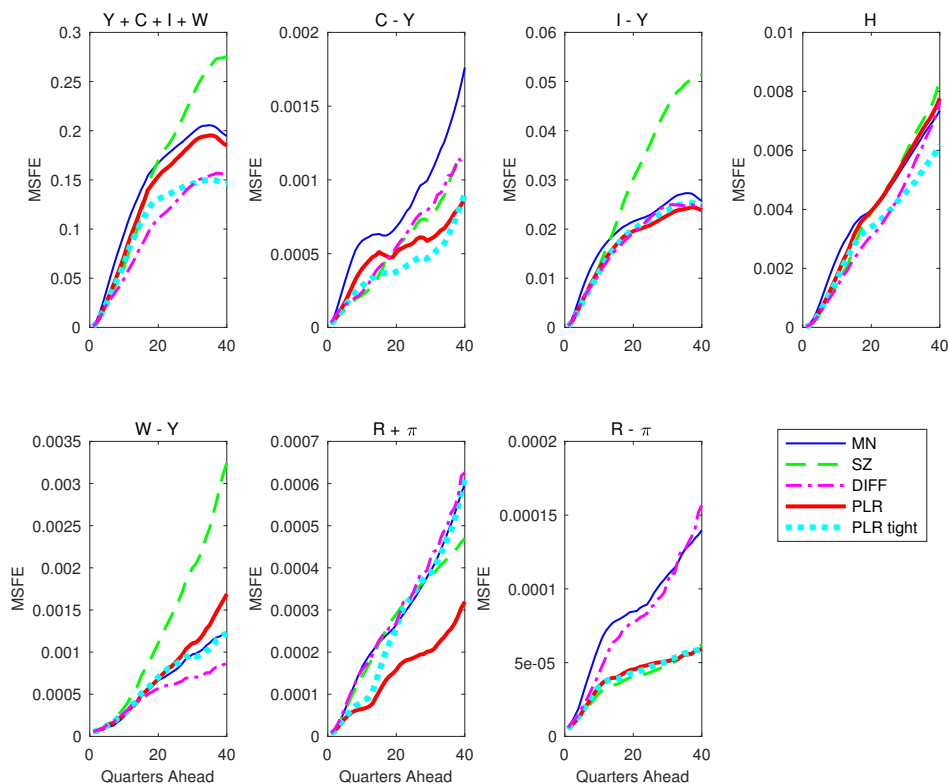 Y + C + I + W
C - Y
I - Y
H
MSFE
0.3
0.25
0.2
0.15
0.1
0.05
0
0 20 40
MSFE
0.002
0.0015
0.001
0.0005
0
0 20 40
MSFE
0.06
0.05
0.04
0.03
0.02
0.01
0
0 20 40
MSFE
0.01
0.008
0.006
0.004
0.002
0
0 20 40
W - Y
R + π
R - π
MSFE
0.0035
0.003
0.0025
0.002
0.0015
0.001
0.0005
0
0 20 40
Quarters Ahead
MSFE
0.0007
0.0006
0.0005
0.0004
0.0003
0.0002
0.0001
0
0 20 40
Quarters Ahead
MSFE
0.0002
0.00015
0.0001
5e-05
0
0 20 40
Quarters Ahead
MN
SZ
DIFF
PLR
PLR tight